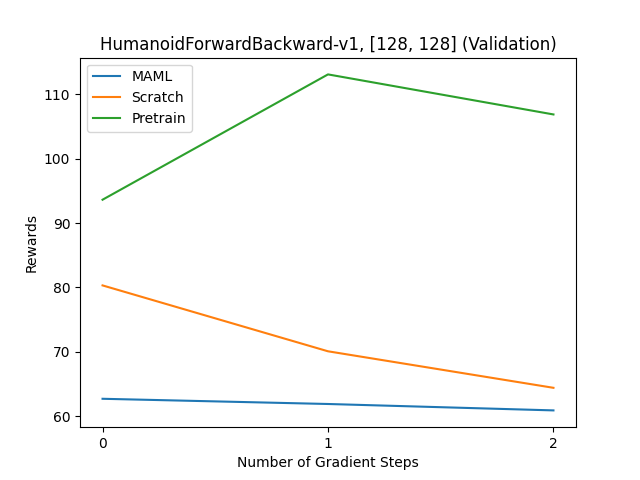 HumanoidForwardBackward-v1, [128, 128] (Validation)
MAML
Scratch
Pretrain
110
100
90
80
70
60
Rewards
0 1 2
Number of Gradient Steps